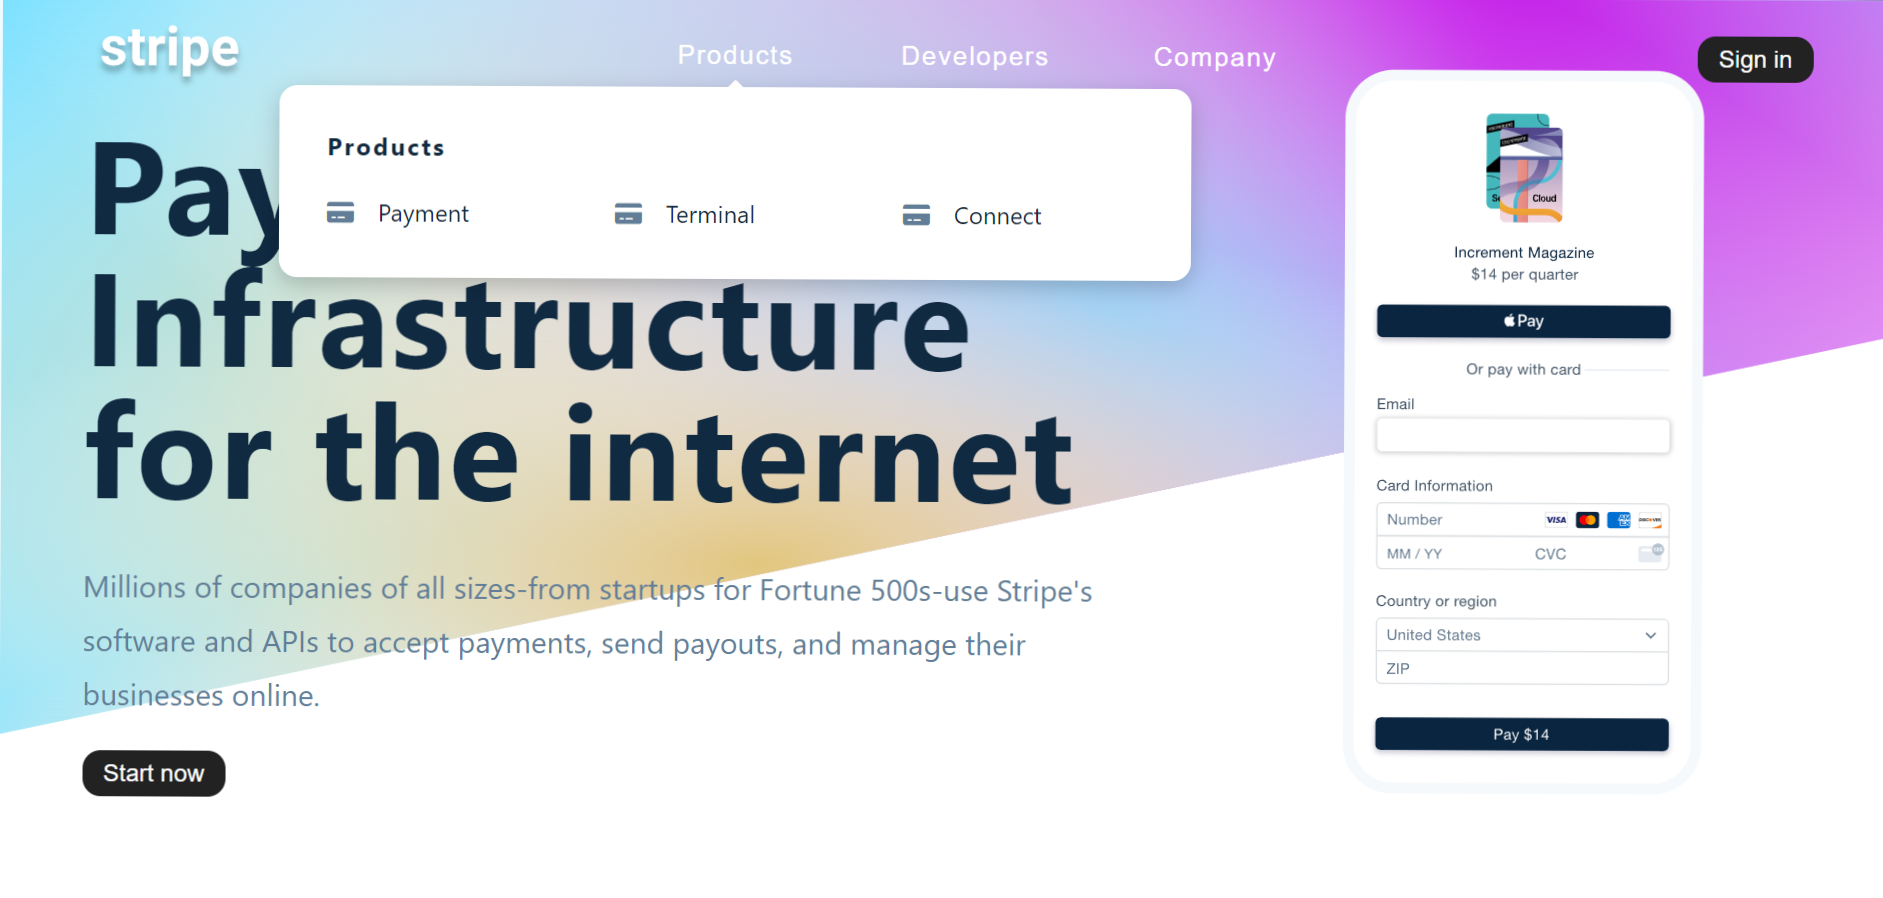 stripe
Products
Developers
Company
Sign in
Products
Payment
Terminal
Connect
Pay
Infrastructure
for the internet
Millions of companies of all sizes-from startups for Fortune 500s-use Stripe's
software and APIs to accept payments, send payouts, and manage their
businesses online.
Start now
Cloud
Increment Magazine
$14 per quarter
Pay
Or pay with card
Email
Card Information
Number
VISA
DISCOVER
MM / YY
CVC
Country or region
United States
ZIP
Pay $14